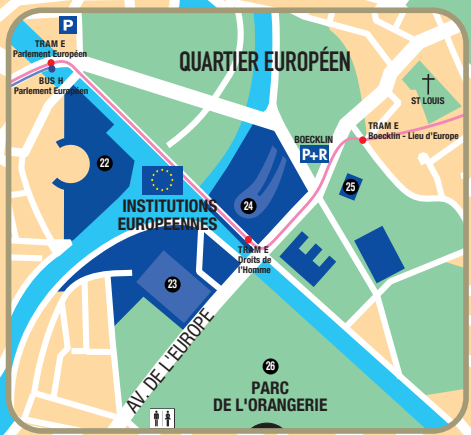 P
TRAM E
Parlement Européen
BUS H
Parlement Européen
QUARTIER EUROPÉEN
ST LOUIS
TRAM E
Boecklin - Lieu d'Europe
BOECKLIN
P+R
22
25
INSTITUTIONS
EUROPEENNES
24
TRAM E
Droits de
l'Homme
23
AV. DE L'EUROPE
26
PARC
DE L'ORANGERIE